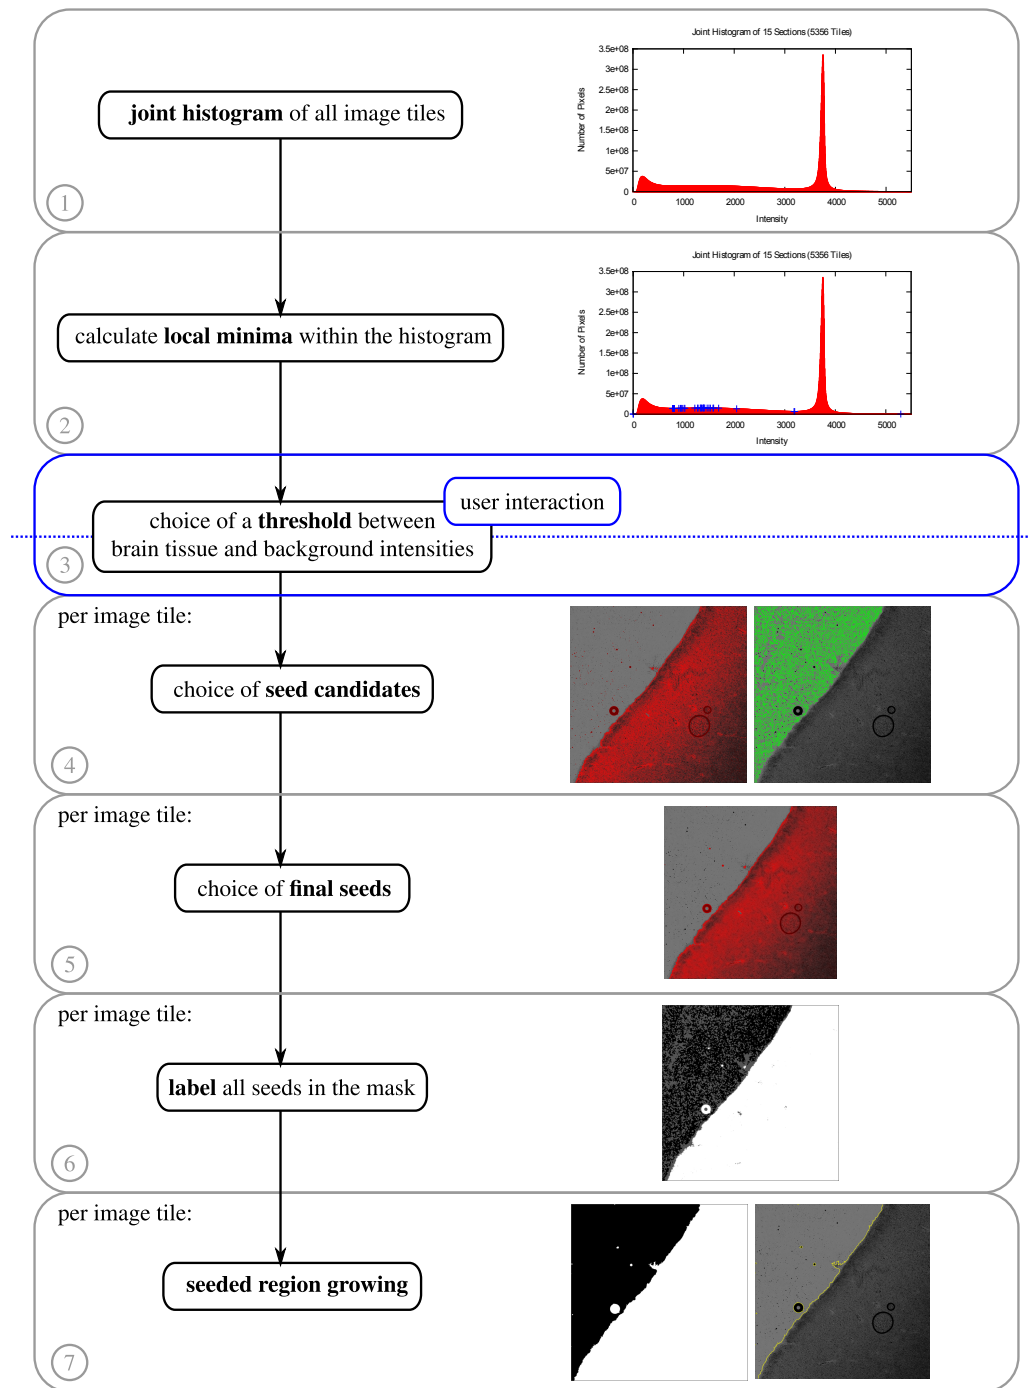 joint histogram of all image tiles
1
Joint Histogram of 15 Sections (5356 Tiles)
Number of Pixels
3.5e+08
3e+08
2.5e+08
2e+08
1.5e+08
1e+08
5e+07
0
0 1000 2000 3000 4000 5000
Intensity
calculate local minima within the histogram
2
Joint Histogram of 15 Sections (5356 Tiles)
Number of Pixels
3.5e+08
3e+08
2.5e+08
2e+08
1.5e+08
1e+08
5e+07
0
0 1000 2000 3000 4000 5000
Intensity
user interaction
choice of a threshold between
brain tissue and background intensities
3
per image tile:
choice of seed candidates
4
per image tile:
choice of final seeds
5
per image tile:
label all seeds in the mask
6
per image tile:
seeded region growing
7